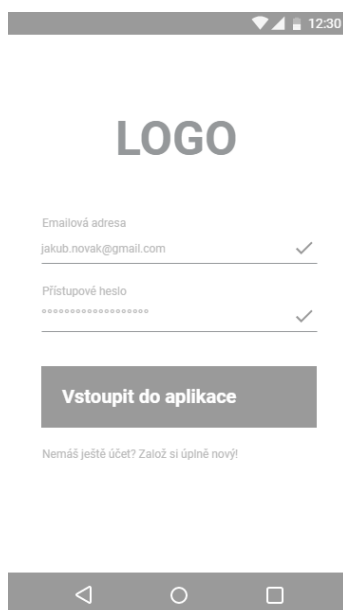 12:30
LOGO
Emailová adresa
jakub.novak@gmail.com
Přístupové heslo
Vstoupit do aplikace
Nemáš ještě účet? Založ si úplně nový!